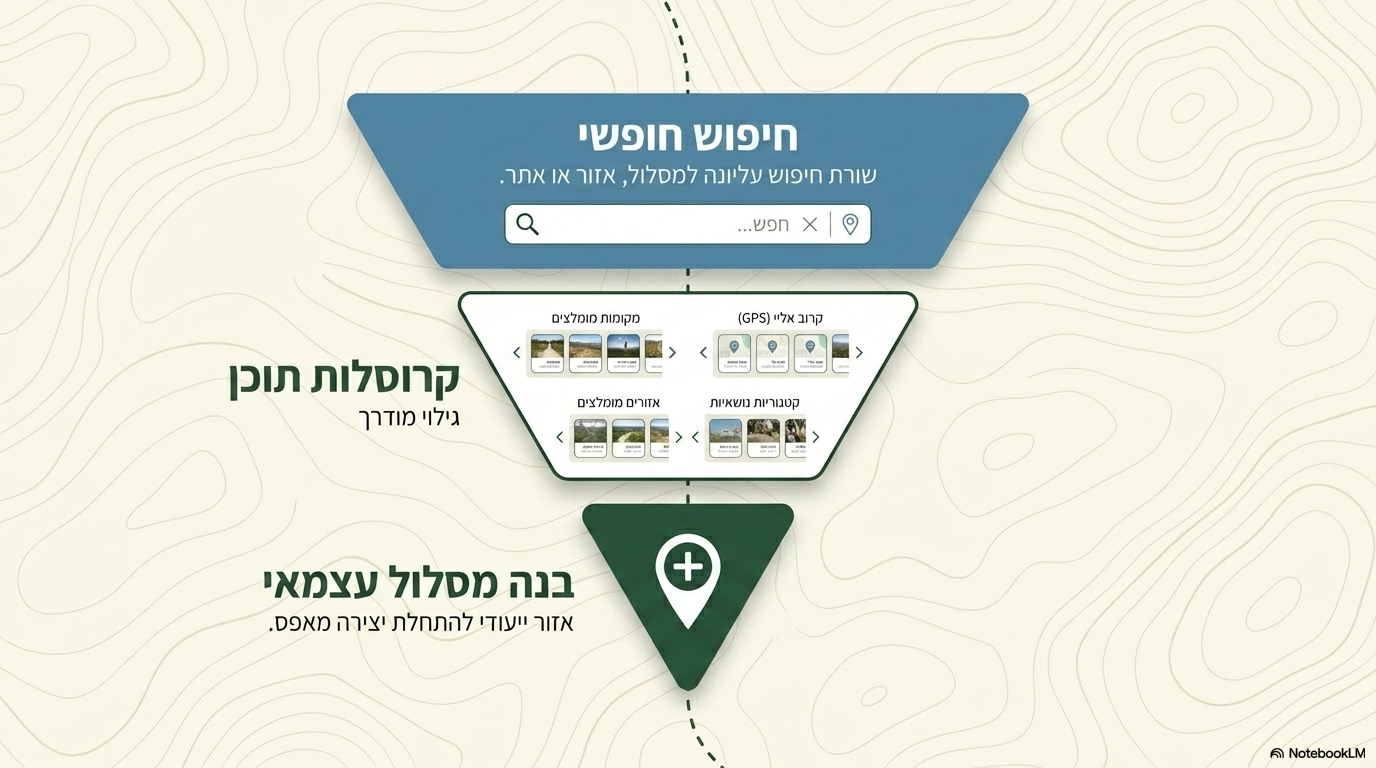 חיפוש חופשי
שורת חיפוש עליונה למסלול, אזור או אתר.
חפש...
קרוב אליי (GPS)
מקומות מומלצים
קטגוריות נושאיות
אזורים מומלצים
קרוסלות תוכן
גילוי מודרך
בנה מסלול עצמאי
אזור ייעודי להתחלת יצירה מאפס.
NotebookLM